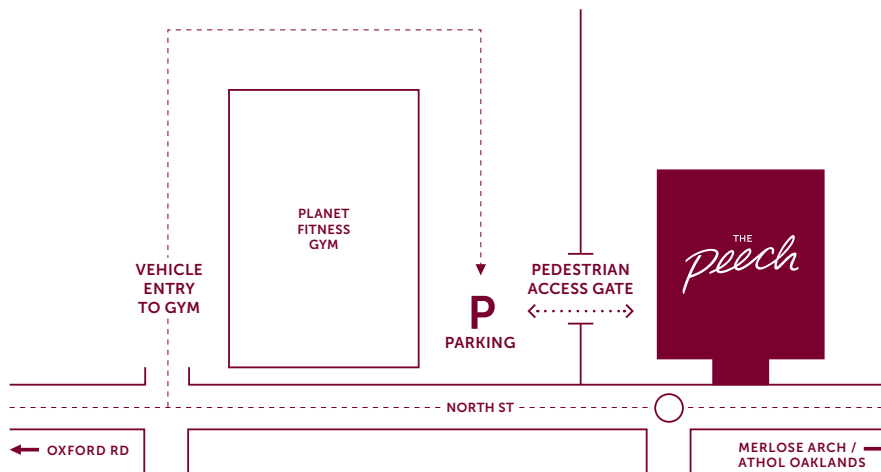 PLANET
FITNESS
GYM
VEHICLE
ENTRY
TO GYM
P
PARKING
PEDESTRIAN
ACCESS GATE
THE
Peech
NORTH ST
OXFORD RD
MERLOSE ARCH /
ATHOL OAKLANDS